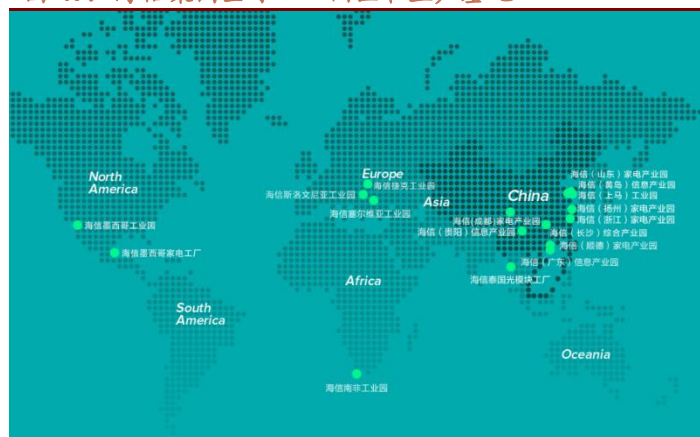 North
America
Europe
Asia
China
Africa
South
America
Oceania
海信墨西哥工业园
海信墨西哥家电工厂
海信捷克工业园
海信斯洛文尼亚工业园
海信塞尔维亚工业园
海信南非工业园
海信（山东）家电产业园
海信（黄岛）信息产业园
海信（上马）工业园
海信（扬州）家电产业园
海信（浙江）家电产业园
海信(成都)家电产业园
海信（贵阳）信息产业园
海信（长沙）综合产业园
海信（顺德）家电产业园
海信（广东）信息产业园
海信泰国光模块工厂